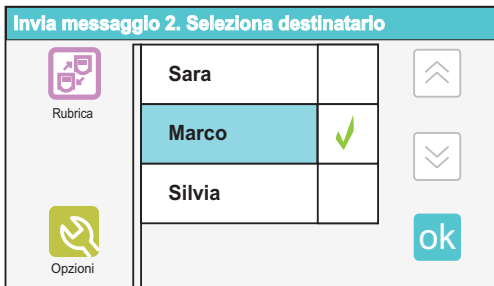 Invia messaggio 2. Seleziona destinatario
Rubrica
Sara
Marco
Silvia
Opzioni
ok